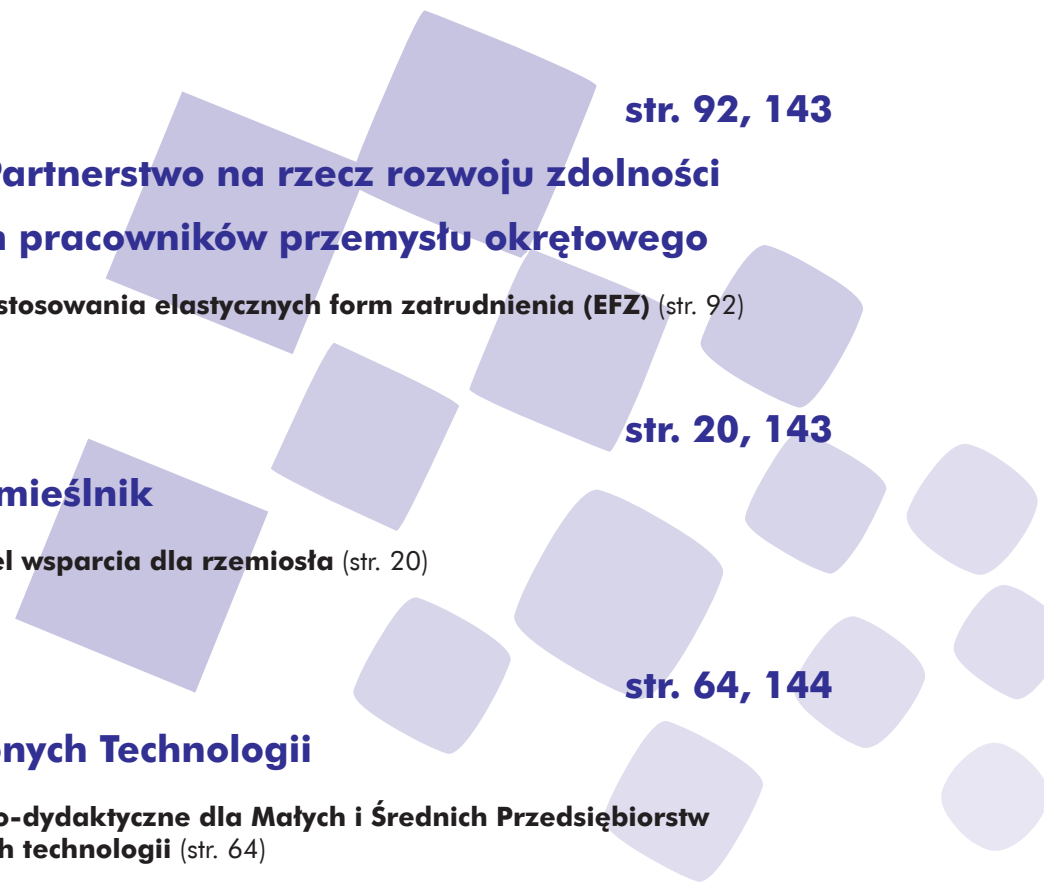 str. 92, 143
Partnerstwo na rzecz rozwoju zdolności
pracowników przemysłu okrętowego
stosowania elastycznych form zatrudnienia (EFZ) (str. 92)
str. 20, 143
mieślnik
el wsparcia dla rzemiosła (str. 20)
str. 64, 144
onych Technologii
o-dydaktyczne dla Małych i Średnich Przedsiębiorstw
h technologii (str. 64)